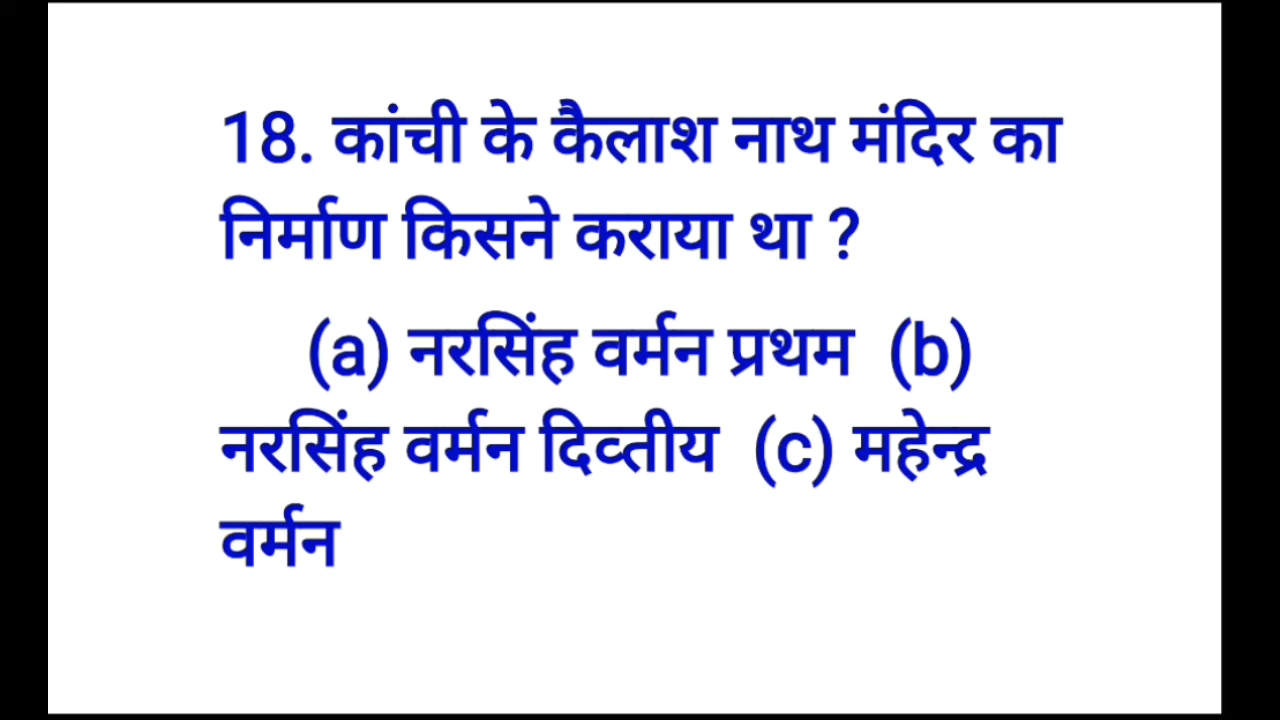 18. कांची के कैलाश नाथ मंदिर का
निर्माण किसने कराया था ?
(a) नरसिंह वर्मन प्रथम (b)
नरसिंह वर्मन दिव्तीय (c) महेन्द्र
वर्मन